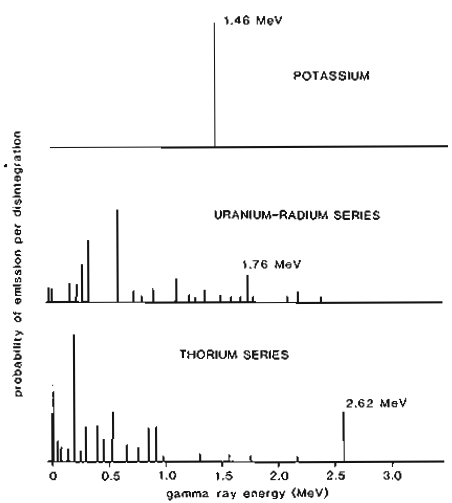 1.46 MeV
POTASSIUM
probability of emission per disintegration
URANIUM-RADIUM SERIES
1.76 MeV
THORIUM SERIES
2.62 MeV
0 0.5 1.0 1.5 2.0 2.5 3.0
gamma ray energy (MeV)